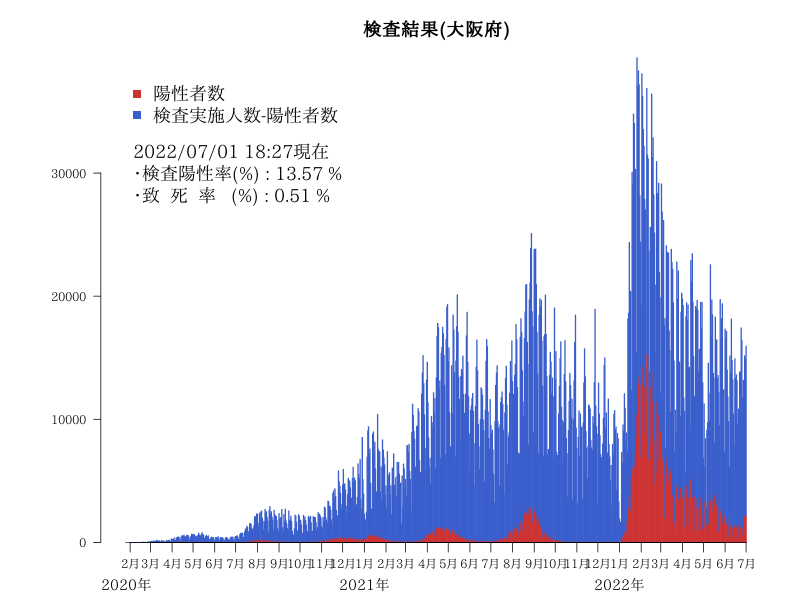 検査結果(大阪府)
陽性者数
検査実施人数-陽性者数
2022/07/01 18:27現在
・検査陽性率(%) : 13.57 %
・致 死 率 (%) : 0.51 %
30000
20000
10000
0
2月 3月 4月 5月 6月 7月 8月 9月 10月 11月 12月 1月 2月 3月 4月 5月 6月 7月 8月 9月 10月 11月 12月 1月 2月 3月 4月 5月 6月 7月
2020年 2021年 2022年